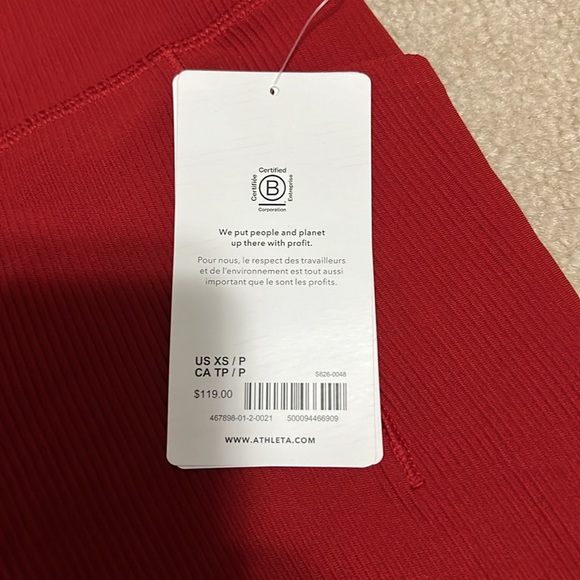 Certified
Certifiée
B
Entreprise
Corporation
We put people and planet
up there with profit.
Pour nous, le respect des travailleurs
et de l'environnement est tout aussi
important que le sont les profits.
US XS / P
CA TP / P
S826-0048
$119.00
467898-01-2-0021 500094466909
WWW.ATHLETA.COM